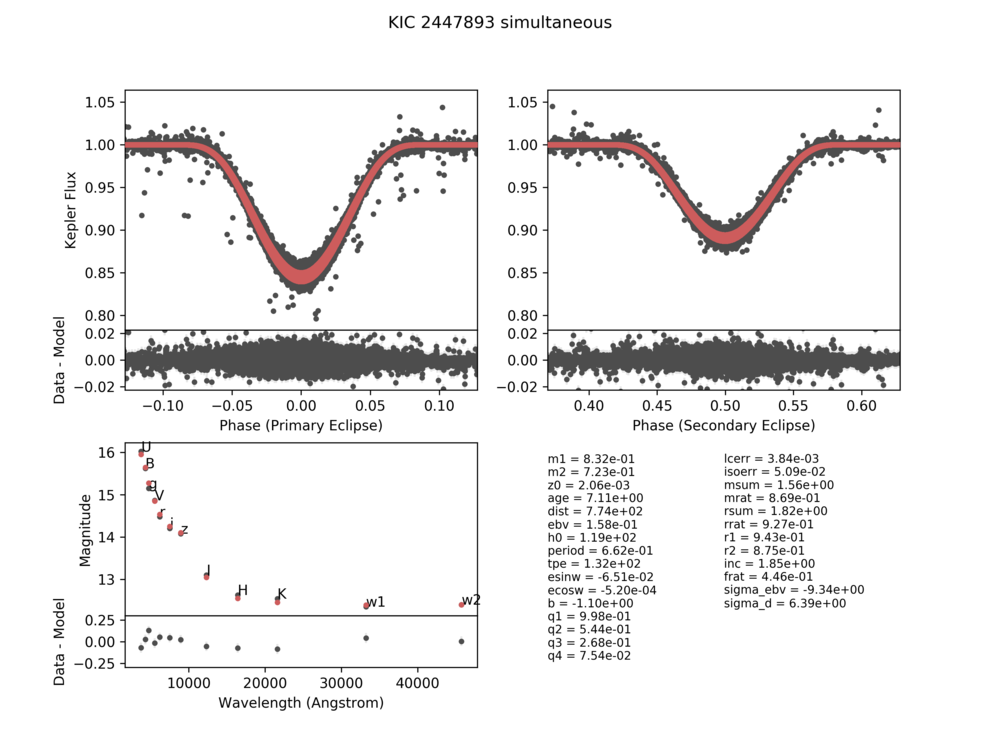 KIC 2447893 simultaneous
1.05
1.00
0.95
0.90
0.85
0.80
Kepler Flux
0.02
0.00
−0.02
Data - Model
−0.10
−0.05
0.00
0.05
0.10
Phase (Primary Eclipse)
1.05
1.00
0.95
0.90
0.85
0.80
0.02
0.00
−0.02
0.40
0.45
0.50
0.55
0.60
Phase (Secondary Eclipse)
16
15
14
13
Magnitude
U
B
g
V
r
i
z
J
H
K
w1
w2
0.25
0.00
−0.25
Data - Model
10000
20000
30000
40000
Wavelength (Angstrom)
m1 = 8.32e-01
m2 = 7.23e-01
z0 = 2.06e-03
age = 7.11e+00
dist = 7.74e+02
ebv = 1.58e-01
h0 = 1.19e+02
period = 6.62e-01
tpe = 1.32e+02
esinw = -6.51e-02
ecosw = -5.20e-04
b = -1.10e+00
q1 = 9.98e-01
q2 = 5.44e-01
q3 = 2.68e-01
q4 = 7.54e-02
lcerr = 3.84e-03
isoerr = 5.09e-02
msum = 1.56e+00
mrat = 8.69e-01
rsum = 1.82e+00
rrat = 9.27e-01
r1 = 9.43e-01
r2 = 8.75e-01
inc = 1.85e+00
frat = 4.46e-01
sigma_ebv = -9.34e+00
sigma_d = 6.39e+00